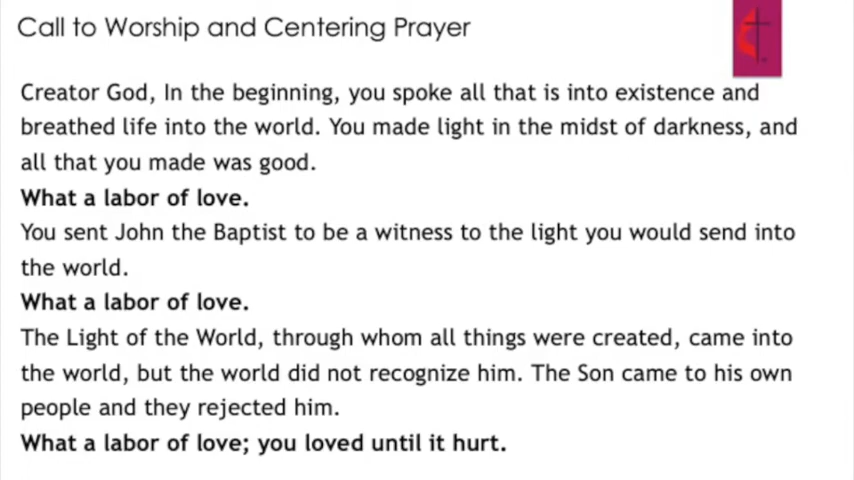 Call to Worship and Centering Prayer
Creator God, In the beginning, you spoke all that is into existence and
breathed life into the world. You made light in the midst of darkness, and
all that you made was good.
What a labor of love.
You sent John the Baptist to be a witness to the light you would send into
the world.
What a labor of love.
The Light of the World, through whom all things were created, came into
the world, but the world did not recognize him. The Son came to his own
people and they rejected him.
What a labor of love; you loved until it hurt.